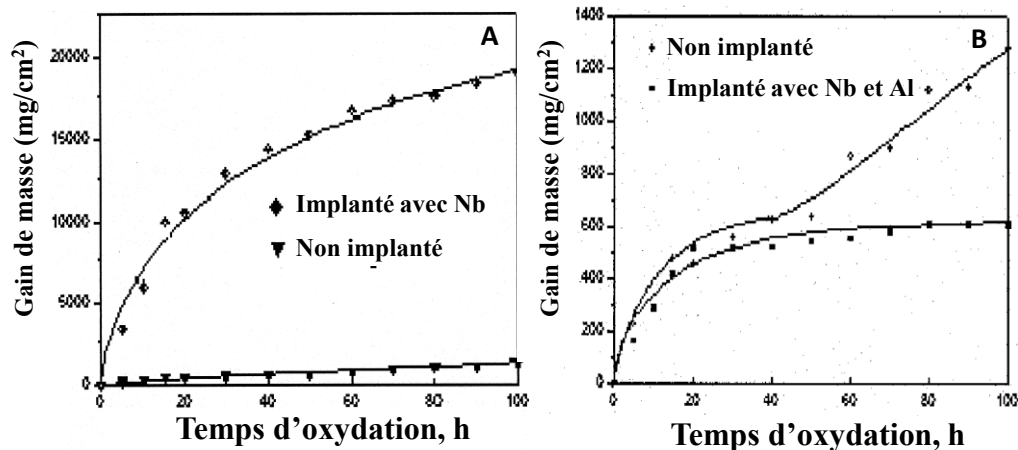 A
Gain de masse (mg/cm²)
20000
15000
10000
5000
0
Implanté avec Nb
Non implanté
0 20 40 60 80 100
Temps d'oxydation, h
B
Gain de masse (mg/cm²)
1400
1200
1000
800
600
400
200
0
Non implanté
Implanté avec Nb et Al
0 20 40 60 80 100
Temps d'oxydation, h